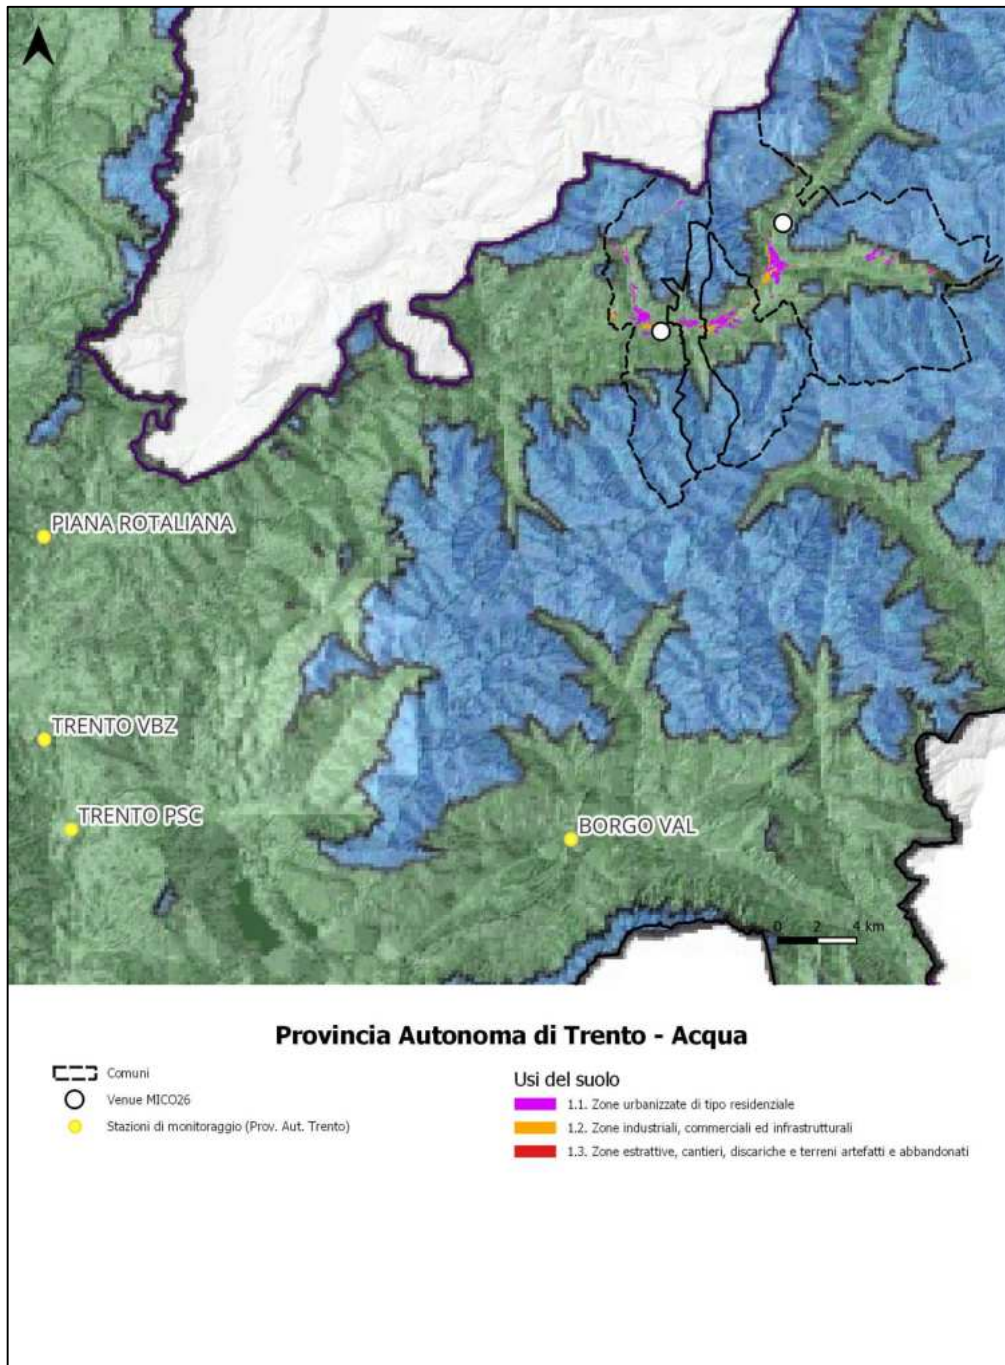 PIANA ROTALIANA
TRENTO VBZ
TRENTO PSC
BORGO VAL
0 2 4 km
Provincia Autonoma di Trento - Acqua
Comuni
Venue MICO26
Stazioni di monitoraggio (Prov. Aut. Trento)
Usi del suolo
1.1. Zone urbanizzate di tipo residenziale
1.2. Zone industriali, commerciali ed infrastrutturali
1.3. Zone estrattive, cantieri, discariche e terreni artefatti e abbandonati